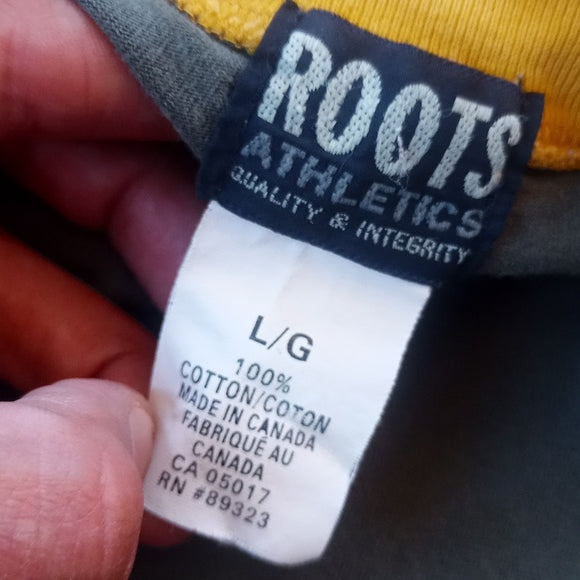 ROOTS
ATHLETICS
QUALITY & INTEGRITY
L/G
100%
COTTON/COTON
MADE IN CANADA
FABRIQUÉ AU
CANADA
CA 05017
RN #89323